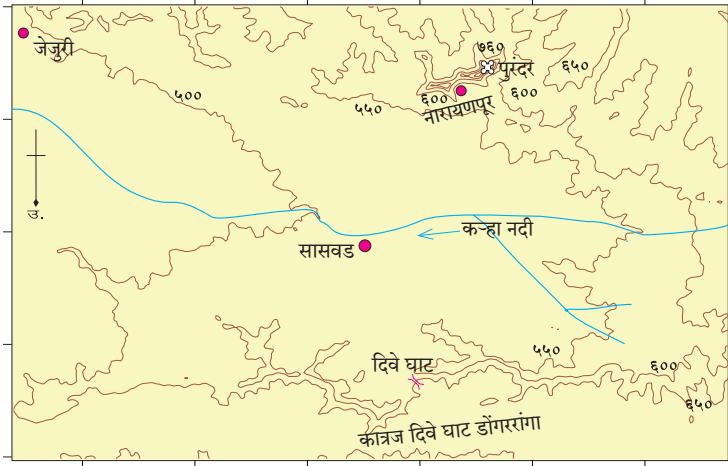 जेजुरी
७६०
पुरंदर
६५०
५००
५५०
६००
नारायणपूर
६००
उ.
कऱ्हा नदी
सासवड
दिवे घाट
५५०
६००
६५०
कात्रज दिवे घाट डोंगररांगा